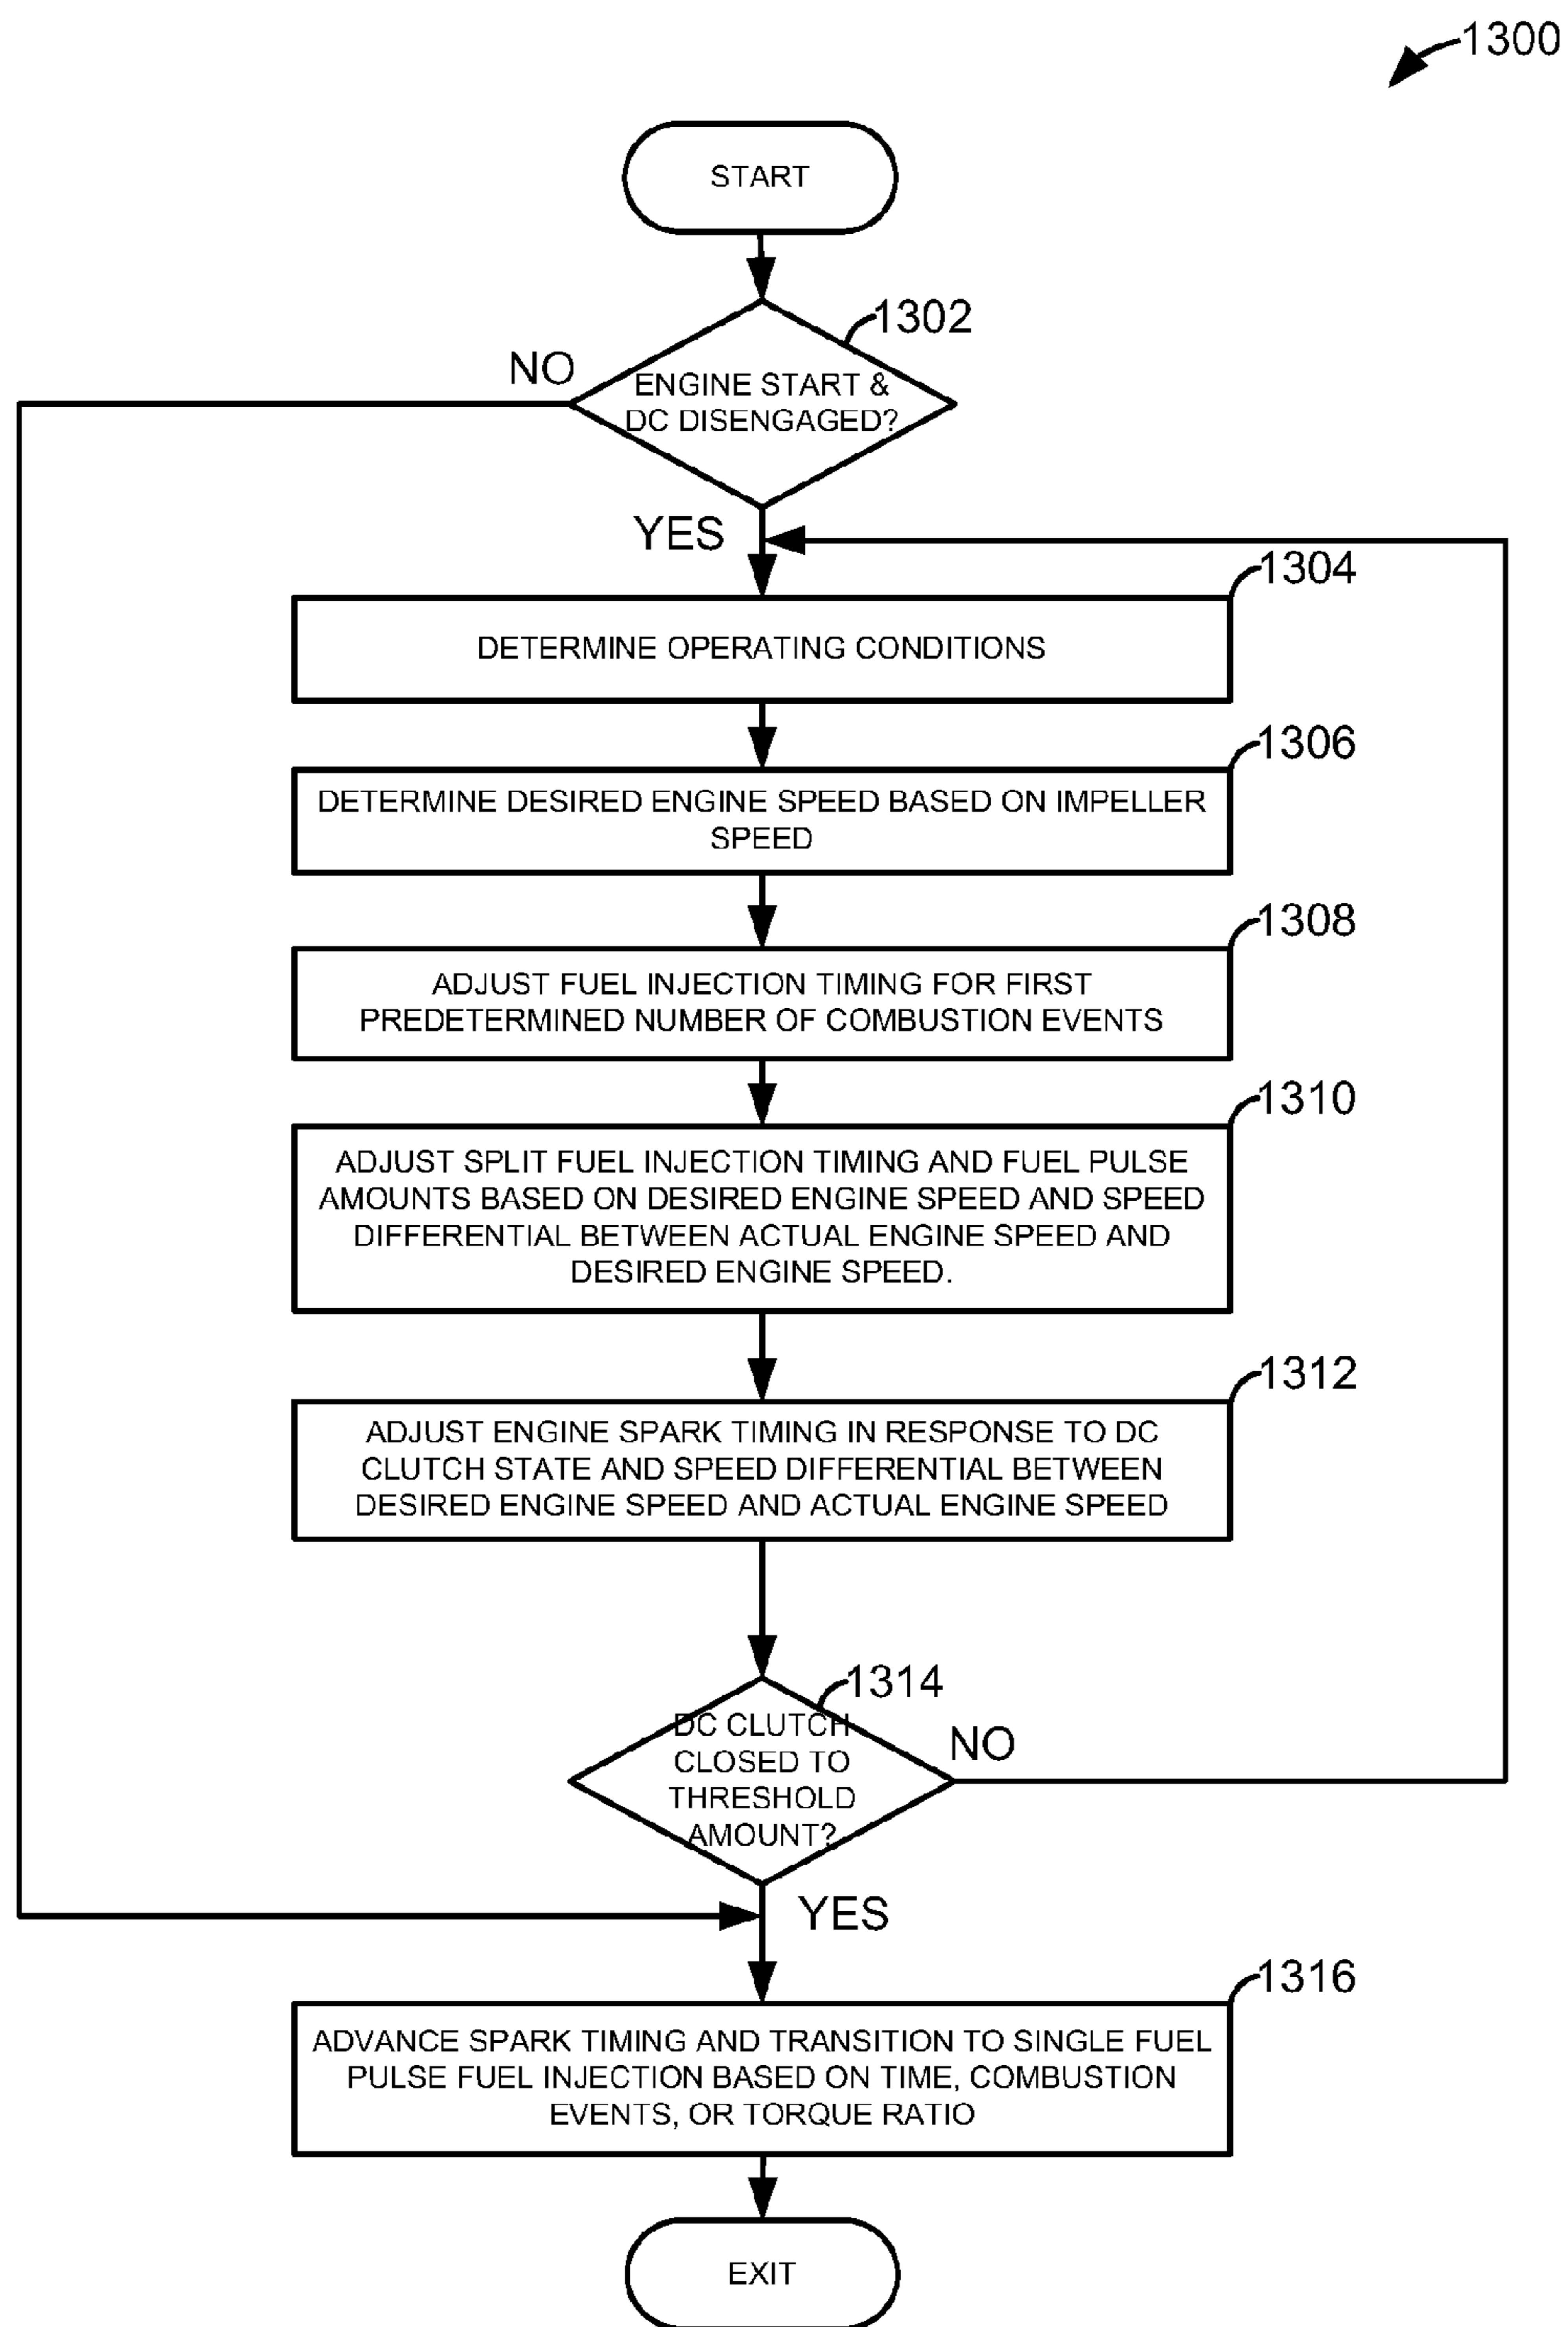 1300
START
1302
NO
ENGINE START &
DC DISENGAGED?
YES
1304
DETERMINE OPERATING CONDITIONS
1306
DETERMINE DESIRED ENGINE SPEED BASED ON IMPELLER
SPEED
1308
ADJUST FUEL INJECTION TIMING FOR FIRST
PREDETERMINED NUMBER OF COMBUSTION EVENTS
1310
ADJUST SPLIT FUEL INJECTION TIMING AND FUEL PULSE
AMOUNTS BASED ON DESIRED ENGINE SPEED AND SPEED
DIFFERENTIAL BETWEEN ACTUAL ENGINE SPEED AND
DESIRED ENGINE SPEED.
1312
ADJUST ENGINE SPARK TIMING IN RESPONSE TO DC
CLUTCH STATE AND SPEED DIFFERENTIAL BETWEEN
DESIRED ENGINE SPEED AND ACTUAL ENGINE SPEED
1314
DC CLUTCH
CLOSED TO
THRESHOLD
AMOUNT?
NO
YES
1316
ADVANCE SPARK TIMING AND TRANSITION TO SINGLE FUEL
PULSE FUEL INJECTION BASED ON TIME, COMBUSTION
EVENTS, OR TORQUE RATIO
EXIT